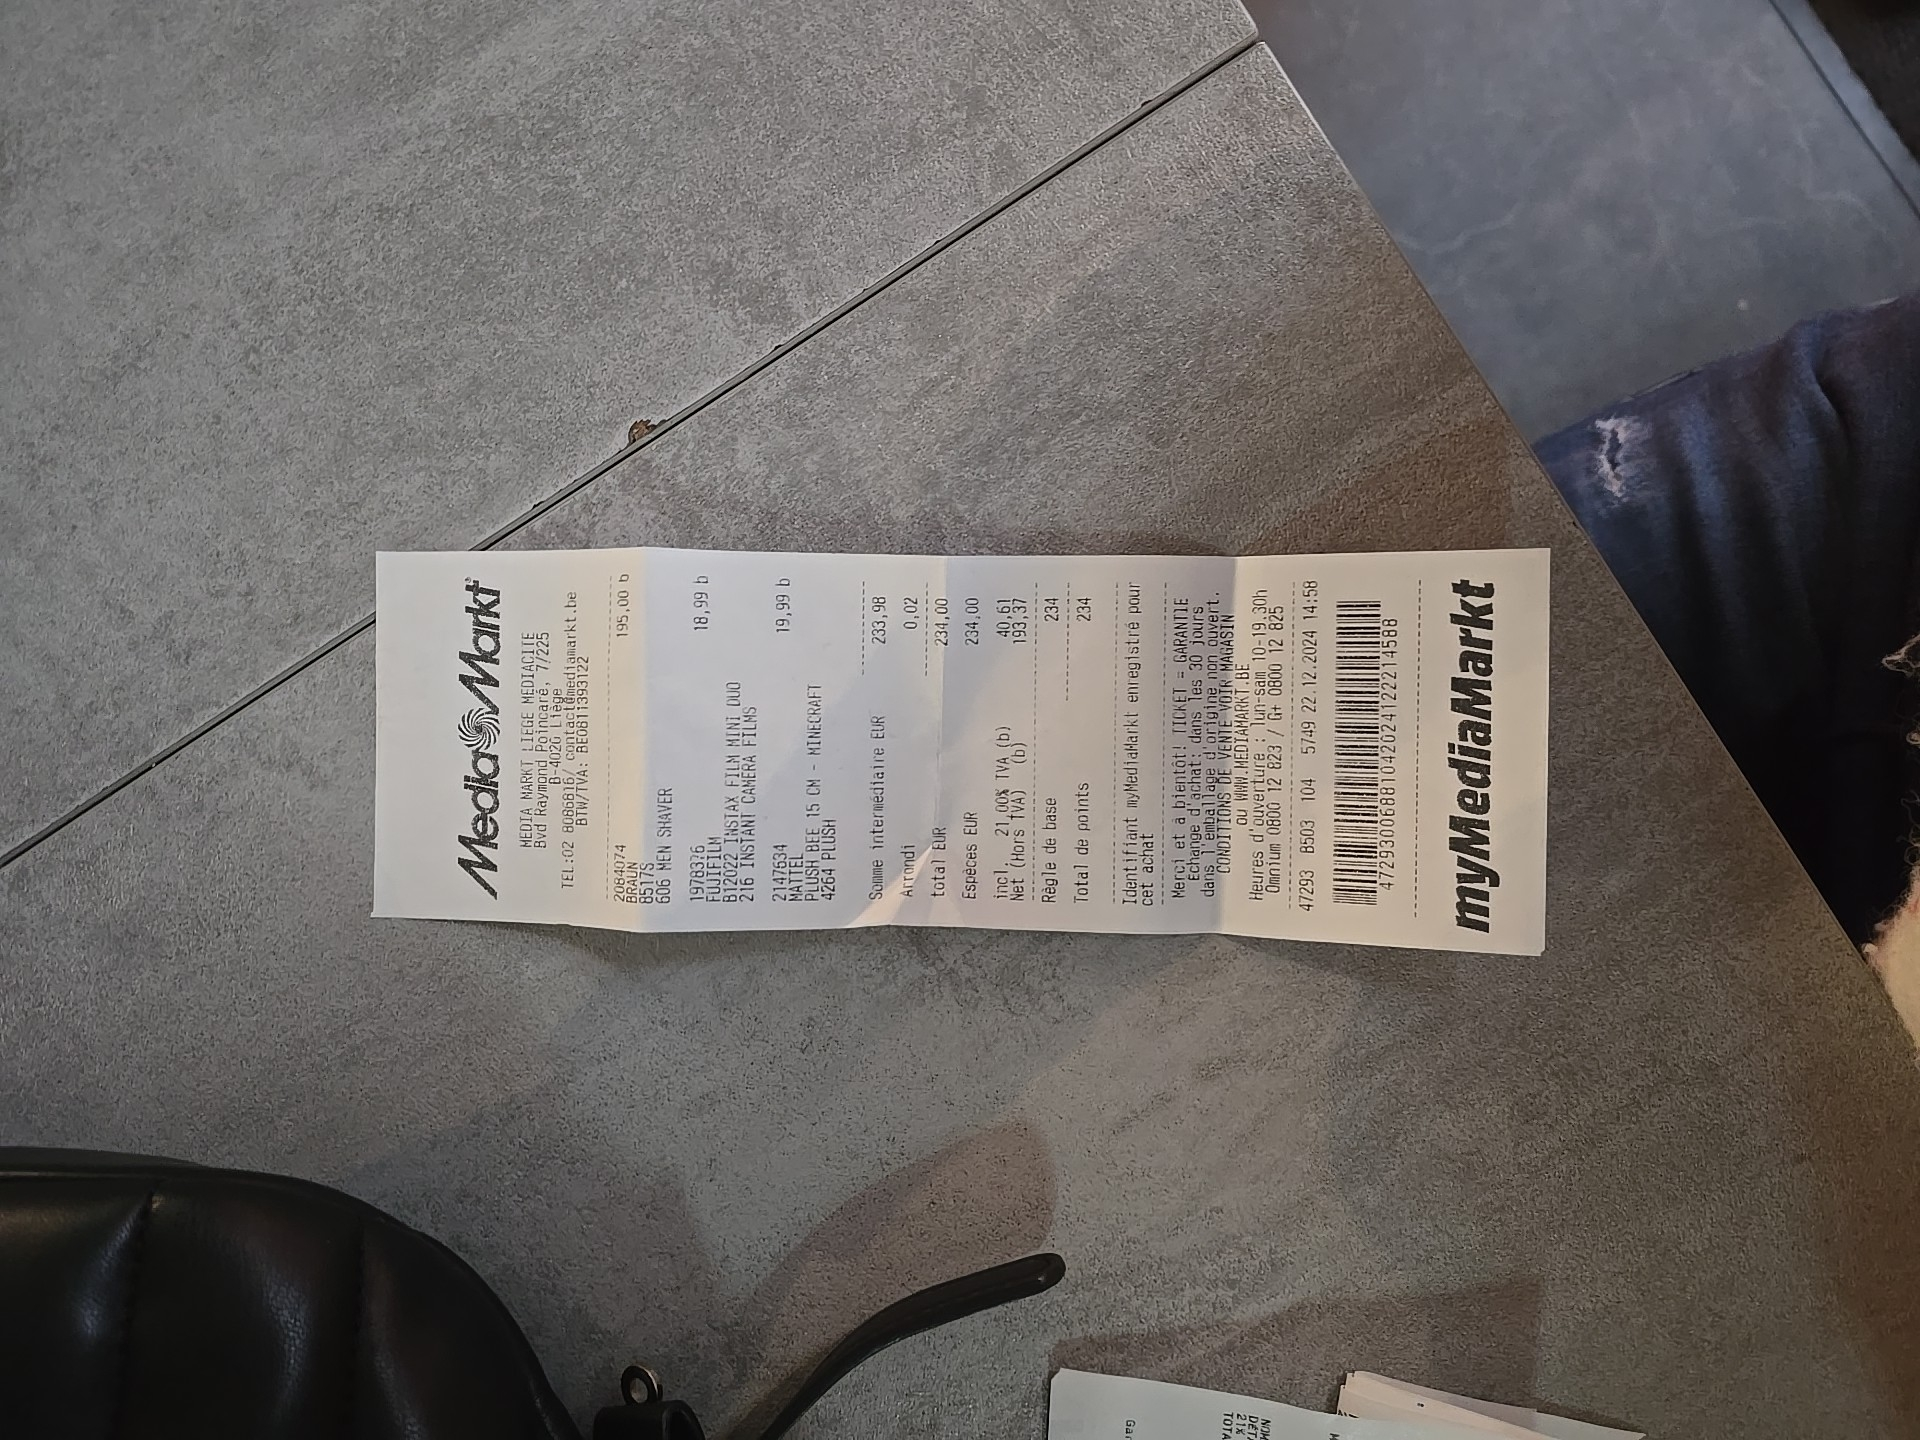 MediaMarkt
MEDIA MARKT LIEGE MEDIACITE
Bvd Raymond Poincaré, 7/225
B-4020 Liège
TEL:02 8086816/ contact@mediamarkt.be
BTW/TVA: BE0811393122
2084074 195,00 b
BRAUN
8517S
606 MEN SHAVER
1978376 18,99 b
FUJIFILM
B12022 INSTAX FILM MINI DUO
216 INSTANT CAMERA FILMS
2147634 19,99 b
MATTEL
PLUSH BEE 15 CM - MINECRAFT
4264 PLUSH
Somme intermédiaire EUR 233,98
Arrondi 0,02
total EUR 234,00
Espèces EUR 234,00
incl. 21,00% TVA (b) 40,61
Net (Hors TVA) (b) 193,37
Règle de base 234
Total de points 234
Identifiant myMediaMarkt enregistré pour
cet achat
Merci et à bientôt! TICKET = GARANTIE
Echange d'achat: dans les 30 jours
dans l'emballage d'origine non ouvert.
CONDITIONS DE VENTE VOIR MAGASIN
ou WWW.MEDIAMARKT.BE
Heures d'ouverture : lun-sam 10-19.30h
Omnium 0800 12 823 / G+ 0800 12 825
47293 B503 104 5749 22.12.2024 14:58
47293006881042024122214588
myMediaMarkt